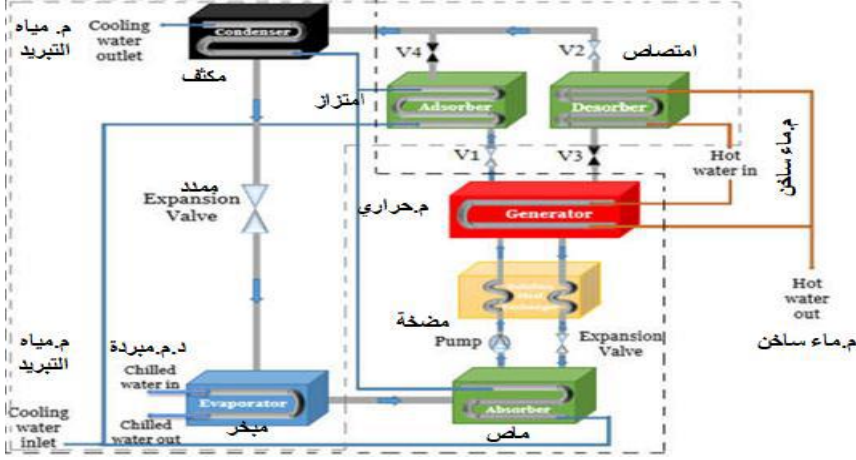 م. مياه
التبريد
Cooling
water
outlet
Condenser
مكثف
V4
V2
امتصاص
امتزاز
Adsorber
Desorber
V1
V3
Hot
water in
م.ماء ساخن
ممدد
Expansion
Valve
م.حراري
Generator
مضخة
Pump
Expansion
Valve
Hot
water
out
م.ماء ساخن
م.مياه
التبريد
د.م.مبردة
Chilled
water in
Evaporator
Chilled
water out
مبخر
Absorber
ماص
Cooling
water
inlet